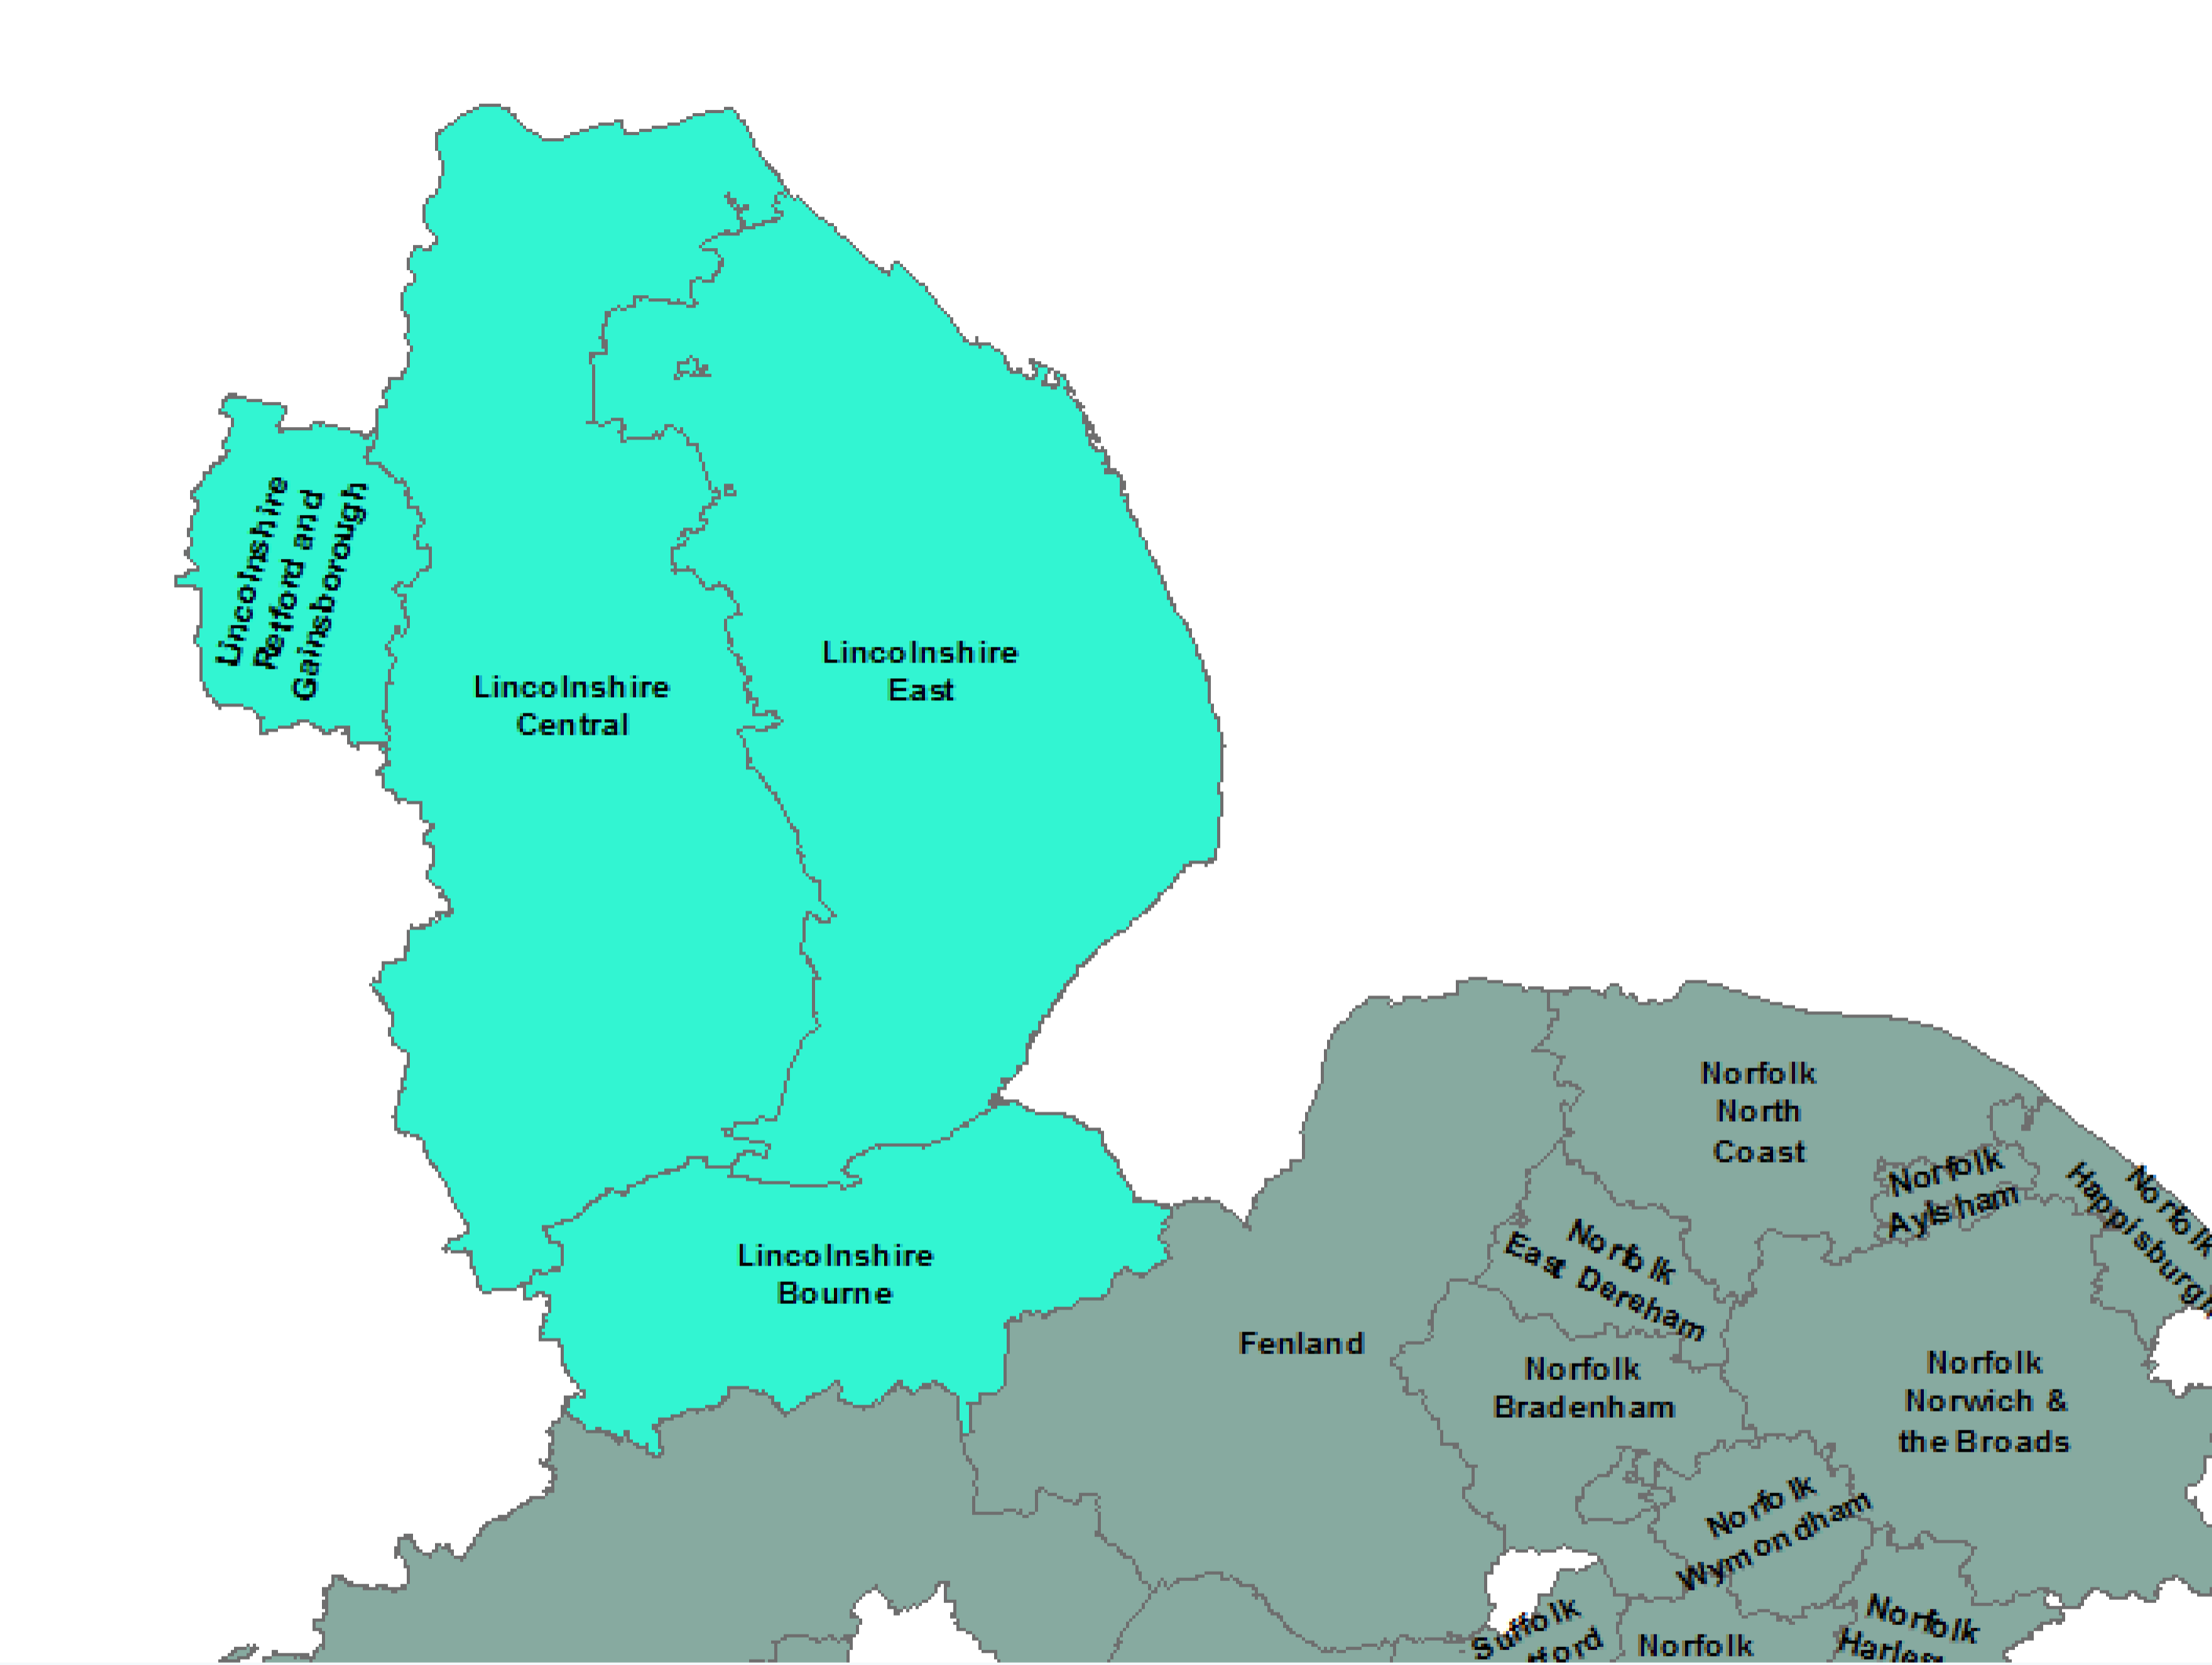 Lincolnshire
Retford and
Gainsborough
Lincolnshire
Central
Lincolnshire
East
Lincolnshire
Bourne
Fenland
Norfolk
North
Coast
Norfolk
Aylsham
Norfolk
Happisburgh
Norfolk
East Dereham
Norfolk
Bradenham
Norfolk
Norwich &
the Broads
Norfolk
Wymondham
Suffolk
Norfolk
Norfolk